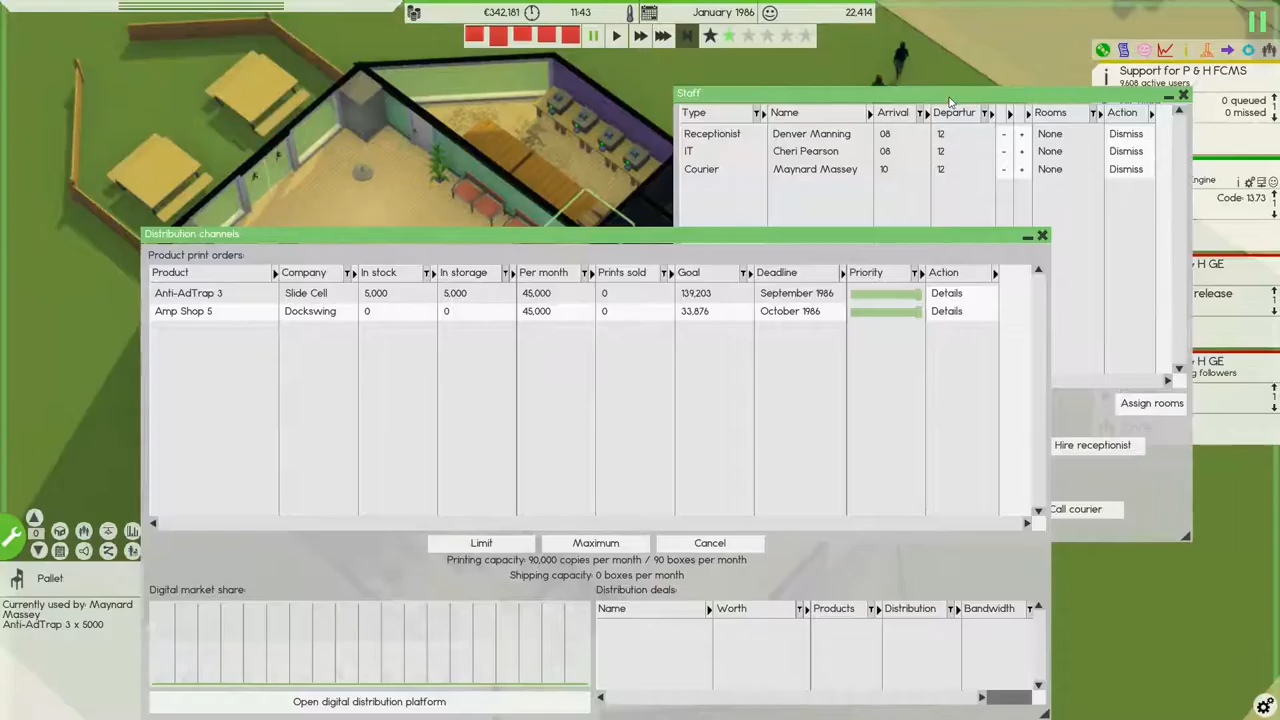 €342,181 11:43 January 1986 22,414
Support for P & H FCMS
9,608 active users
0 queued
0 missed
Staff
Type Name Arrival Departur Rooms Action
Receptionist Denver Manning 08 12 - + None Dismiss
IT Cheri Pearson 08 12 - + None Dismiss
Courier Maynard Massey 10 12 - + None Dismiss
Code: 13.73
H GE
release
H GE
followers
Assign rooms
Hire receptionist
Call courier
Distribution channels
Product print orders:
Product Company In stock In storage Per month Prints sold Goal Deadline Priority Action
Anti-AdTrap 3 Slide Cell 5,000 5,000 45,000 0 139,203 September 1986 Details
Amp Shop 5 Dockswing 0 0 45,000 0 33,876 October 1986 Details
Limit Maximum Cancel
Printing capacity: 90,000 copies per month / 90 boxes per month
Shipping capacity: 0 boxes per month
Digital market share:
Distribution deals:
Name Worth Products Distribution Bandwidth
Open digital distribution platform
0
Pallet
Currently used by: Maynard
Massey
Anti-AdTrap 3 x 5000